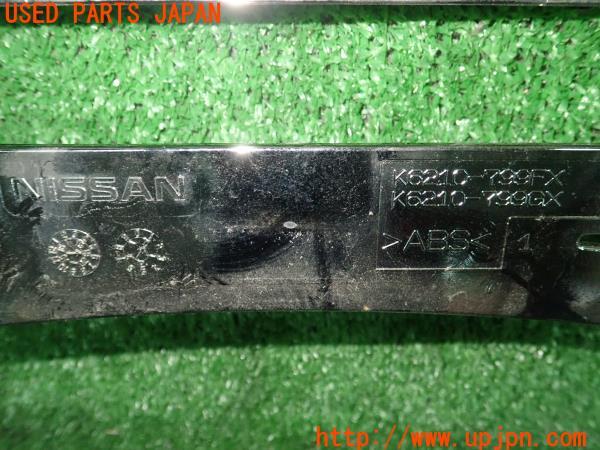 USED PARTS JAPAN
NISSAN
K6210-799FX
K6210-799GX
>ABS<
1
http://www.upjpn.com